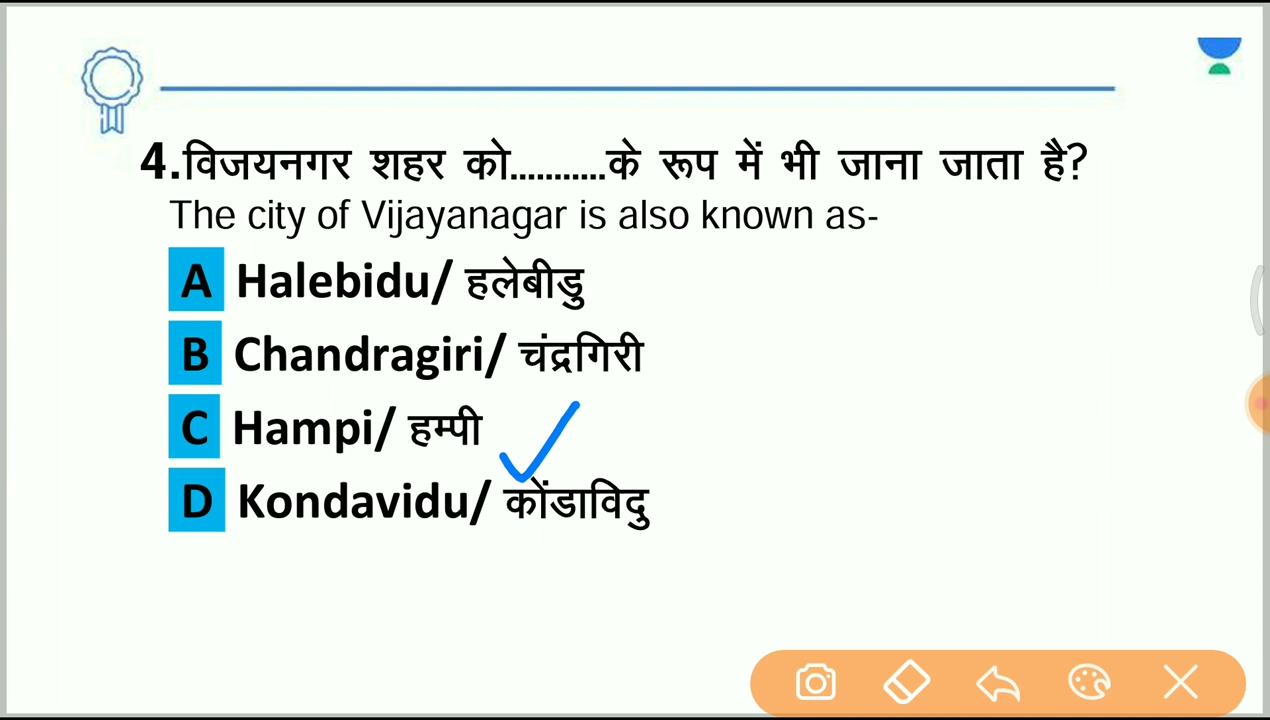 4.विजयनगर शहर को...........के रूप में भी जाना जाता है?
The city of Vijayanagar is also known as-
A Halebidu/ हलेबीडु
B Chandragiri/ चंद्रगिरी
C Hampi/ हम्पी
D Kondavidu/ कोंडाविदु